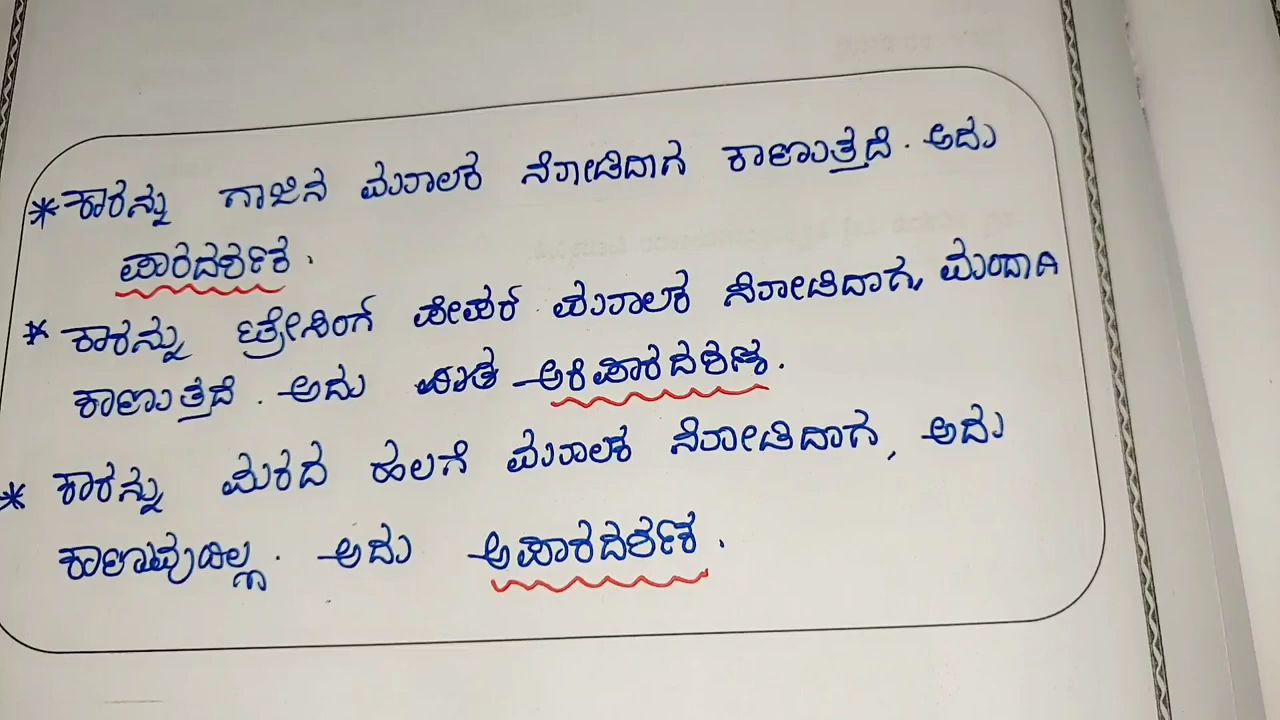 * ಕಾರನ್ನು ಗಾಜಿನ ಮೂಲಕ ನೋಡಿದಾಗ ಕಾಣುತ್ತದೆ. ಅದು
ಪಾರದರ್ಶಕ.
* ಕಾರನ್ನು ಟ್ರೇಸಿಂಗ್ ಪೇಪರ್ ಮೂಲಕ ನೋಡಿದಾಗ, ಮಂದಾಗಿ
ಕಾಣುತ್ತದೆ. ಅದು ಅರೆಪಾರದರ್ಶಕ.
* ಕಾರನ್ನು ಮರದ ಹಲಗೆ ಮೂಲಕ ನೋಡಿದಾಗ, ಅದು
ಕಾಣುವುದಿಲ್ಲ. ಅದು ಅಪಾರದರ್ಶಕ.